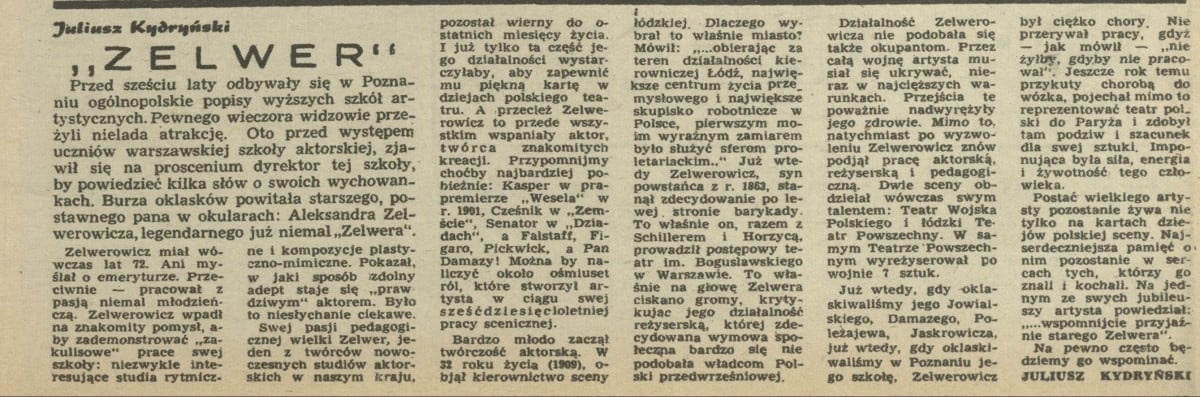 Juliusz Kydryński
„ZELWER"
Przed sześciu laty odbywały się w Pozna-
niu ogólnopolskie popisy wyższych szkół ar-
tystycznych. Pewnego wieczora widzowie prze-
żyli nielada atrakcję. Oto przed występem
uczniów warszawskiej szkoły aktorskiej, zja-
wił się na proscenium dyrektor tej szkoły,
by powiedzieć kilka słów o swoich wychowan-
kach. Burza oklasków powitała starszego, po-
stawnego pana w okularach: Aleksandra Zel-
werowicza, legendarnego już niemal „Zelwera".
Zelwerowicz miał wó-
wczas lat 72. Ani my-
ślał o emeryturze. Prze-
ciwnie — pracował z
pasją niemal młodzień-
czą. Zelwerowicz wpadł
na znakomity pomysł, a-
by zademonstrować „za-
kulisowe" prace swej
szkoły: niezwykle inte-
resujące studia rytmicz-
ne i kompozycje plasty-
czno-mimiczne. Pokazał,
w jaki sposób zdolny
adept staje się „praw
dziwym" aktorem. Było
to niesłychanie ciekawe.
Swej pasji pedagogi-
cznej wielki Zelwer, je-
den z twórców nowo-
czesnych studiów aktor-
skich w naszym kraju,
pozostał wierny do o-
statnich miesięcy życia.
I już tylko ta część je-
go działalności wystar-
czyłaby, aby zapewnić
mu piękną kartę w
dziejach polskiego tea-
tru. A przecież Zelwe-
rowicz to przede wszy-
stkim wspaniały aktor,
twórca znakomitych
kreacji. Przypomnijmy
choćby najbardziej po-
bieżnie: Kasper w pra-
premierze „Wesela" w
r. 1901, Cześnik w „Zem-
ście", Senator w „Dzia-
dach", a Falstaff, Fi-
garo, Pickwick, a Pan
Damazy! Można by na-
liczyć około ośmiuset
ról, które stworzył ar-
tysta w ciągu swej
sześćdziesięcioletniej
pracy scenicznej.
Bardzo młodo zaczął
twórczość aktorską. W
32 roku życia (1909), o-
bjął kierownictwo sceny
łódzkiej. Dlaczego wy-
brał to właśnie miasto?
Mówił: „...obierając za
teren działalności kie-
rowniczej Łódź, najwię-
ksze centrum życia prze_
mysłowego i największe
skupisko robotnicze w
Polsce, pierwszym mo-
im wyraźnym zamiarem
było służyć sferom pro-
letariackim.." Już wte-
dy Zelwerowicz, syn
powstańca z r. 1863, sta-
nął zdecydowanie po le-
wej stronie barykady.
To właśnie on, razem z
Schillerem i Horzycą,
prowadził postępowy te-
atr im. Bogusławskiego
w Warszawie. To wła-
śnie na głowę Zelwera
ciskano gromy, kryty-
kując jego działalność
reżyserską, której zde-
cydowana wymowa spo-
łeczna bardzo się nie
podobała władcom Pol-
ski przedwrześniowej.
Działalność Zelwero-
wicza nie podobała się
także okupantom. Przez
całą wojnę artysta mu-
siał się ukrywać, nie-
raz w najcięższych wa-
runkach. Przejścia te
poważnie nadwyrężyły
jego zdrowie. Mimo to,
natychmiast po wyzwo-
leniu Zelwerowicz znów
podjął pracę aktorską,
reżyserską i pedagogi-
czną. Dwie sceny ob-
dzielał wówczas swym
talentem: Teatr Wojska
Polskiego i łódzki Te
atr Powszechny. W sa-
mym Teatrze Powszech-
nym wyreżyserował po
wojnie 7 sztuk.
Już wtedy, gdy okla-
skiwaliśmy jego Jowial-
skiego, Damazego, Po-
leżajewa, Jaskrowicza,
już wtedy, gdy oklaski-
waliśmy w Poznaniu je-
go szkołę, Zelwerowicz
był ciężko chory. Nie
przerywał pracy, gdyż
— jak mówił — „nie
żyłby, gdyby nie praco-
wał". Jeszcze rok temu
przykuty chorobą do
wózka, pojechał mimo to
reprezentować teatr pol_
ski do Paryża i zdobył
tam podziw i szacunek
dla swej sztuki. Impo-
nująca była siła, energia
i żywotność tego czło-
wieka.
Postać wielkiego arty-
sty pozostanie żywa nie
tylko na kartach dzie-
jów polskiej sceny. Naj-
serdeczniejsza pamięć o
nim pozostanie w ser-
cach tych, którzy go
znali i kochali. Na jed-
nym ze swych jubileu-
szy artysta powiedział:
„...wspomnijcie przyjaź-
nie starego Zelwera".
Na pewno często bę-
dziemy go wspominać.
JULIUSZ KYDRYŃSKI